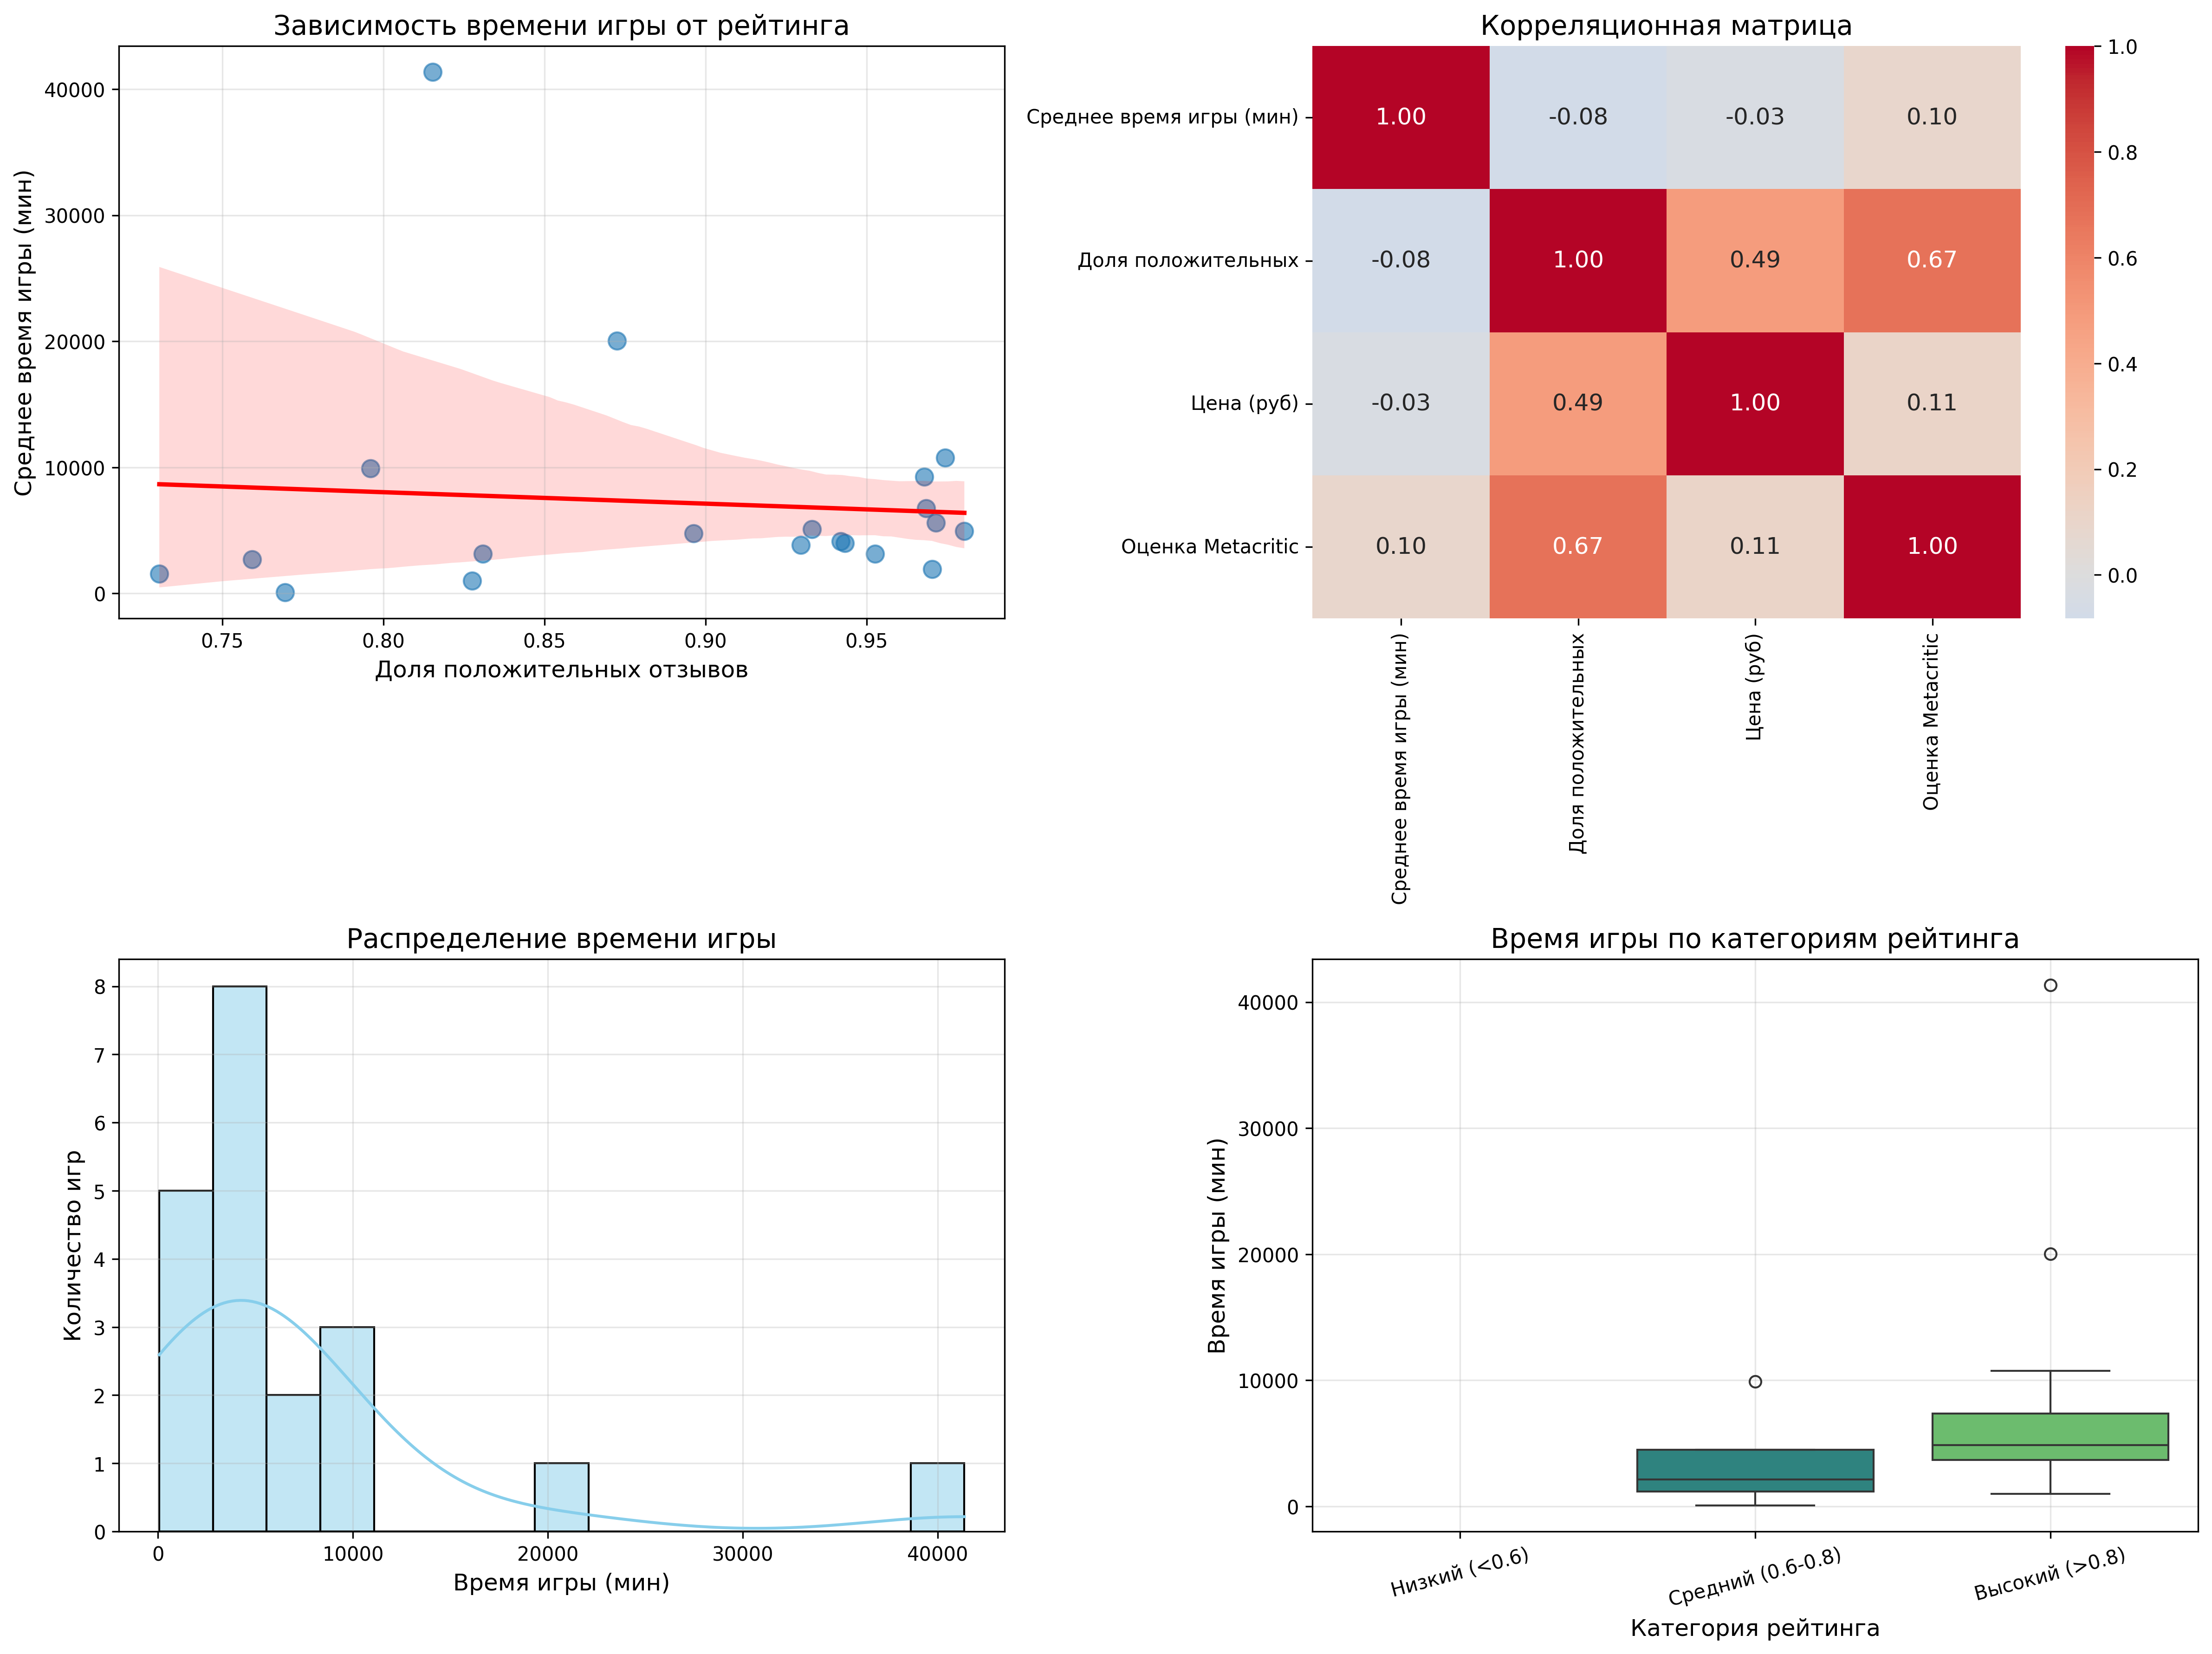 Зависимость времени игры от рейтинга
Среднее время игры (мин)
40000
30000
20000
10000
0
0.75 0.80 0.85 0.90 0.95
Доля положительных отзывов
Корреляционная матрица
Среднее время игры (мин) 1.00 -0.08 -0.03 0.10
Доля положительных -0.08 1.00 0.49 0.67
Цена (руб) -0.03 0.49 1.00 0.11
Оценка Metacritic 0.10 0.67 0.11 1.00
Среднее время игры (мин)
Доля положительных
Цена (руб)
Оценка Metacritic
1.0
0.8
0.6
0.4
0.2
0.0
Распределение времени игры
Количество игр
8
7
6
5
4
3
2
1
0
0 10000 20000 30000 40000
Время игры (мин)
Время игры по категориям рейтинга
Время игры (мин)
40000
30000
20000
10000
0
Низкий (<0.6)
Средний (0.6-0.8)
Высокий (>0.8)
Категория рейтинга